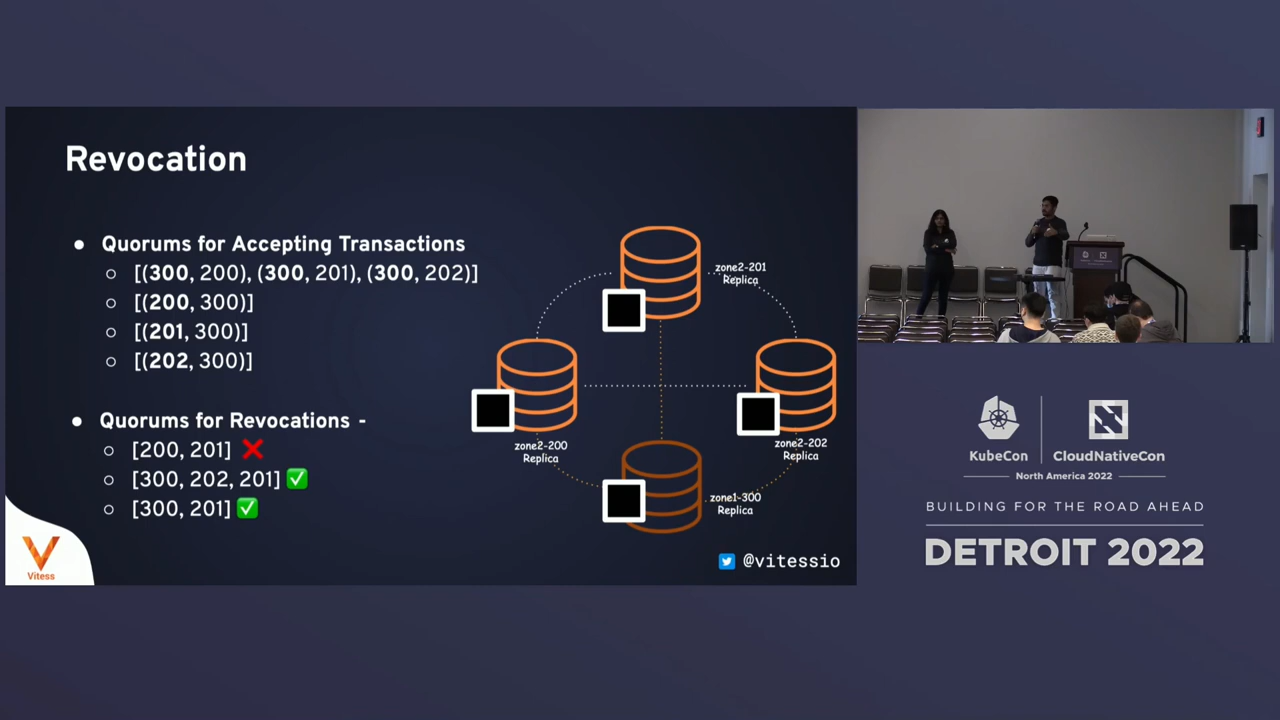 Revocation
● Quorums for Accepting Transactions
○ [(300, 200), (300, 201), (300, 202)]
○ [(200, 300)]
○ [(201, 300)]
○ [(202, 300)]
● Quorums for Revocations -
○ [200, 201] ❌
○ [300, 202, 201] ✅
○ [300, 201] ✅
zone2-201
Replica
zone2-200
Replica
zone2-202
Replica
zone1-300
Replica
Vitess
@vitessio
KubeCon
CloudNativeCon
North America 2022
BUILDING FOR THE ROAD AHEAD
DETROIT 2022